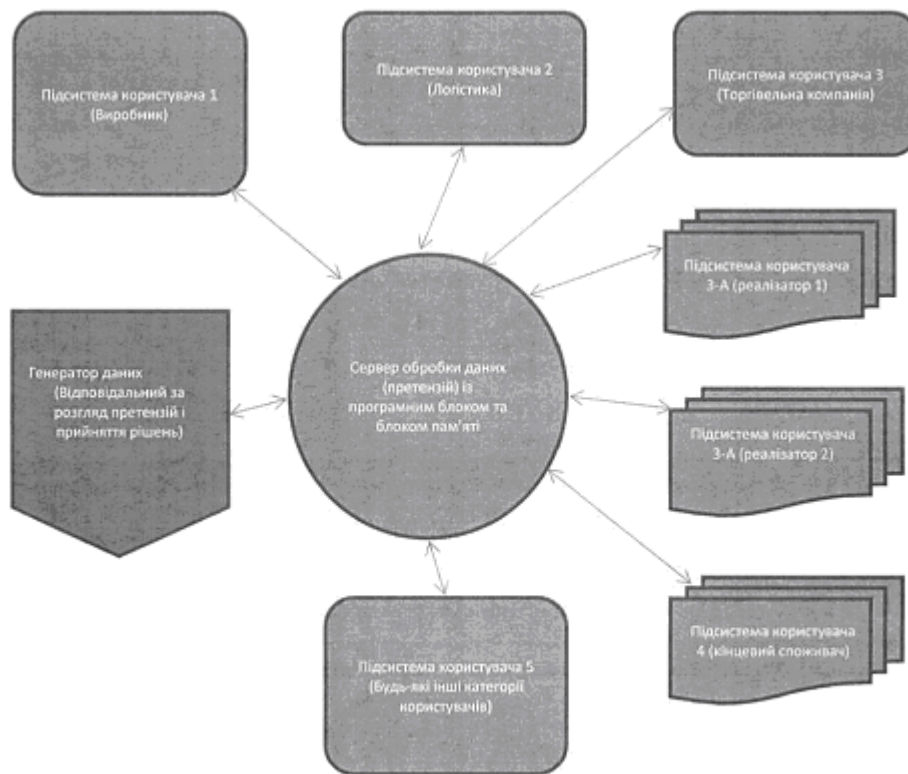 Підсистема користувача 1
(Виробник)
Підсистема користувача 2
(Логістика)
Підсистема користувача 3
(Торгівельна компанія)
Підсистема користувача
3-А (реалізатор 1)
Генератор даних
(Відповідальний за
розгляд претензій і
прийняття рішень)
Сервер обробки даних
(претензій) із
програмним блоком та
блоком пам'яті
Підсистема користувача
3-А (реалізатор 2)
Підсистема користувача
4 (кінцевий споживач)
Підсистема користувача 5
(Будь-які інші категорії
користувачів)